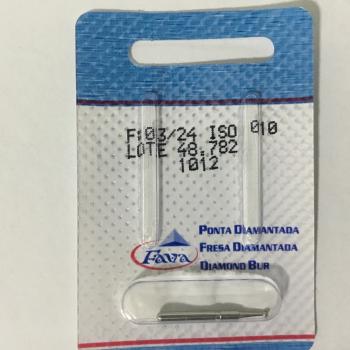 F:03/24 ISO 010
LOTE 48.782
1012
Fava
PONTA DIAMANTADA
FRESA DIAMANTADA
DIAMOND BUR